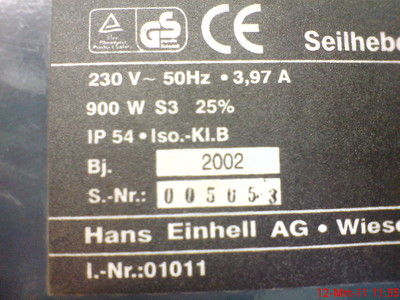 GS
CE Seilhebe
230 V~ 50Hz • 3,97 A
900 W S3 25%
IP 54 • Iso.-Kl.B
Bj. 2002
S.-Nr.: 005653
Hans Einhell AG • Wiese
I.-Nr.:01011